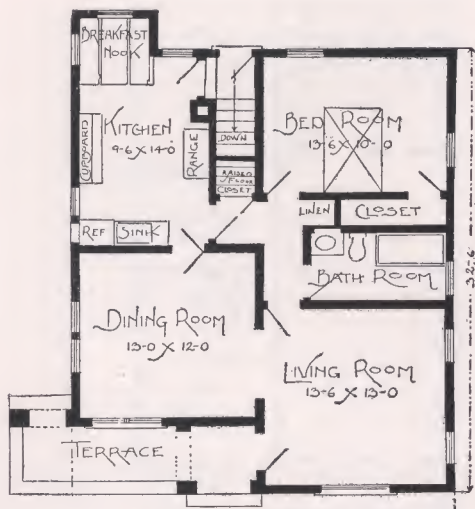 BREAKFAST
NOOK
KITCHEN
9-6 X 14-0
CUPBOARD
RANGE
DOWN
RAISED
FLOOR
CLOSET
REF
SINK
BED ROOM
13-6 X 10-0
LINEN
CLOSET
BATH ROOM
DINING ROOM
13-0 X 12-0
LIVING ROOM
13-6 X 13-0
TERRACE
32-6